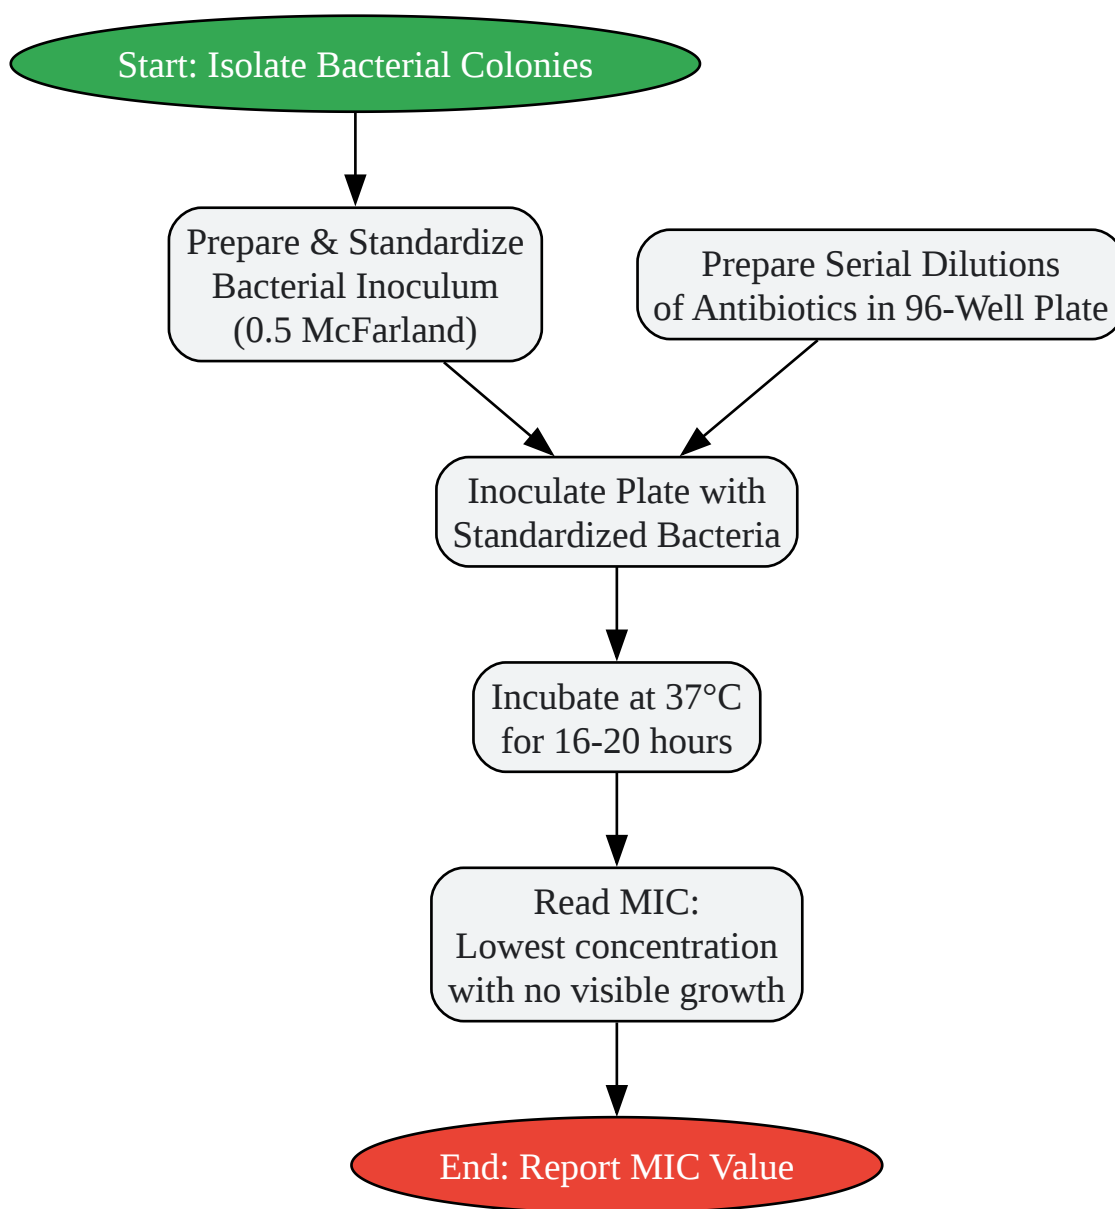 Start: Isolate Bacterial Colonies
Prepare & Standardize
Bacterial Inoculum
(0.5 McFarland)
Prepare Serial Dilutions
of Antibiotics in 96-Well Plate
Inoculate Plate with
Standardized Bacteria
Incubate at 37°C
for 16-20 hours
Read MIC:
Lowest concentration
with no visible growth
End: Report MIC Value